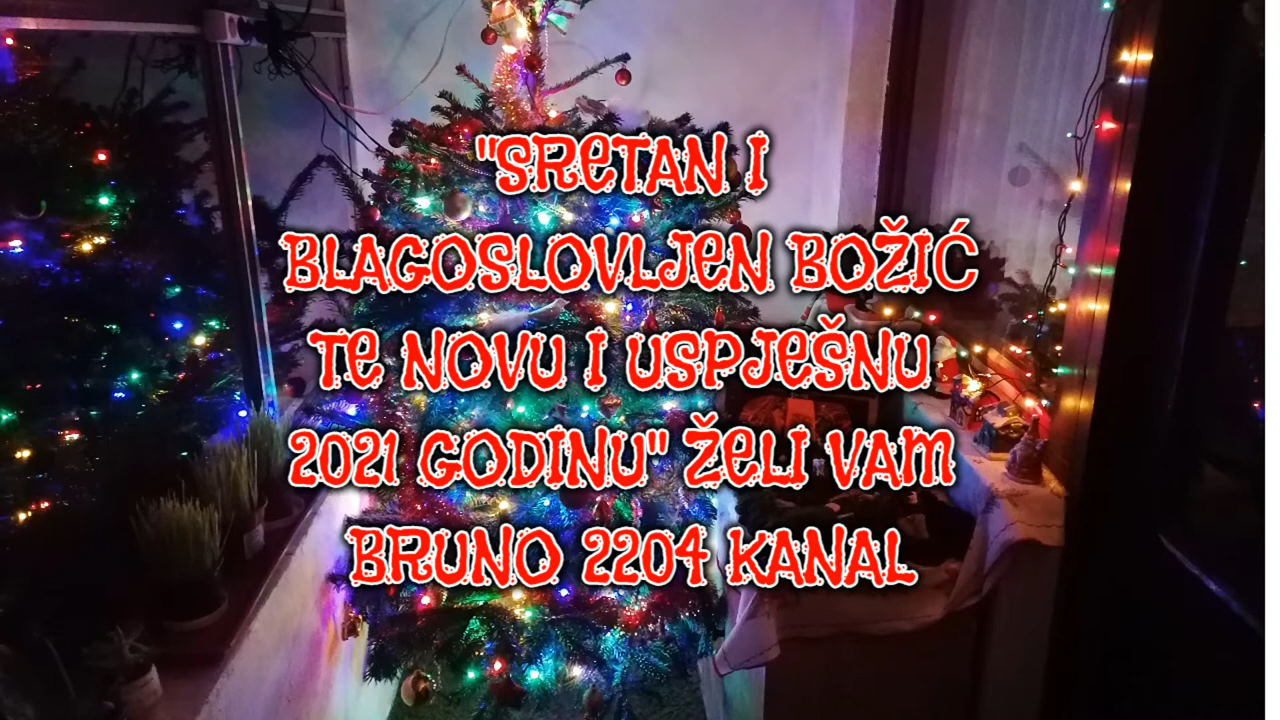 "SRETAN I
BLAGOSLOVLJEN BOŽIĆ
TE NOVU I USPJEŠNU
2021 GODINU" ŽELI VAM
BRUNO 2204 KANAL